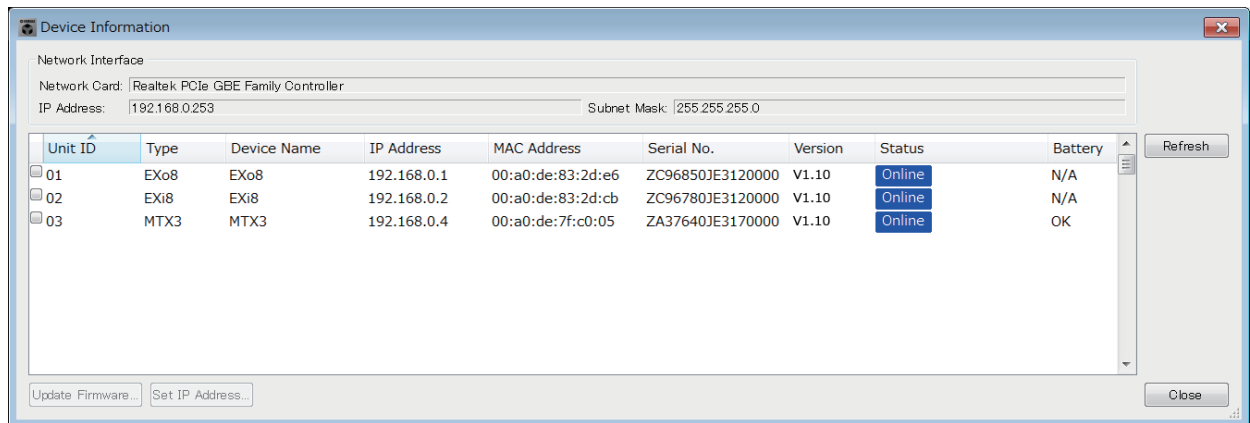 Device Information
Network Interface
Network Card: Realtek PCIe GBE Family Controller
IP Address: 192.168.0.253 Subnet Mask: 255.255.255.0
Unit ID Type Device Name IP Address MAC Address Serial No. Version Status Battery Refresh
01 EXo8 EXo8 192.168.0.1 00:a0:de:83:2d:e6 ZC96850JE3120000 V1.10 Online N/A
02 EXi8 EXi8 192.168.0.2 00:a0:de:83:2d:cb ZC96780JE3120000 V1.10 Online N/A
03 MTX3 MTX3 192.168.0.4 00:a0:de:7f:c0:05 ZA37640JE3170000 V1.10 Online OK
Update Firmware... Set IP Address... Close